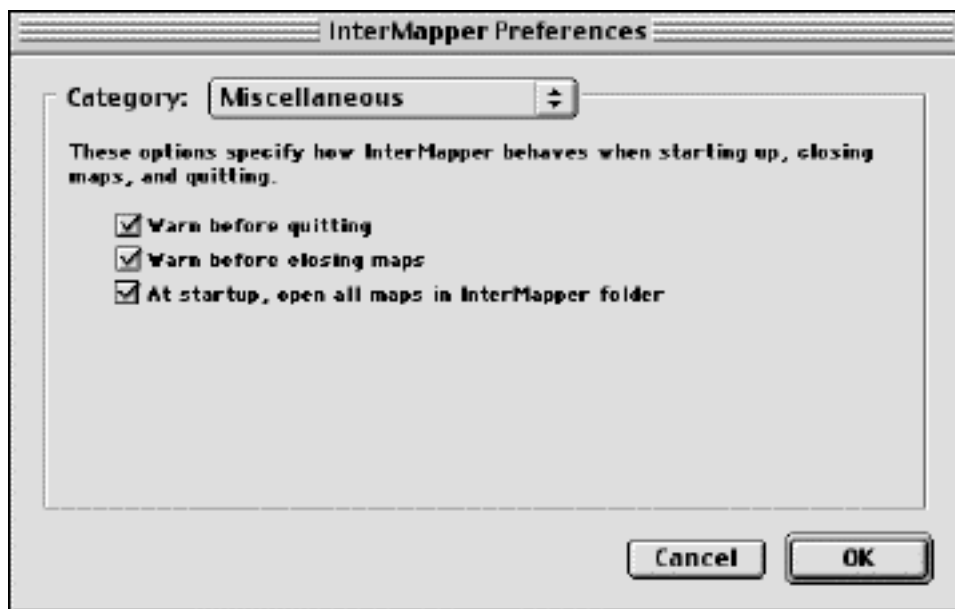 InterMapper Preferences
Category: Miscellaneous
These options specify how InterMapper behaves when starting up, closing
maps, and quitting.
Warn before quitting
Warn before closing maps
At startup, open all maps in InterMapper folder
Cancel OK